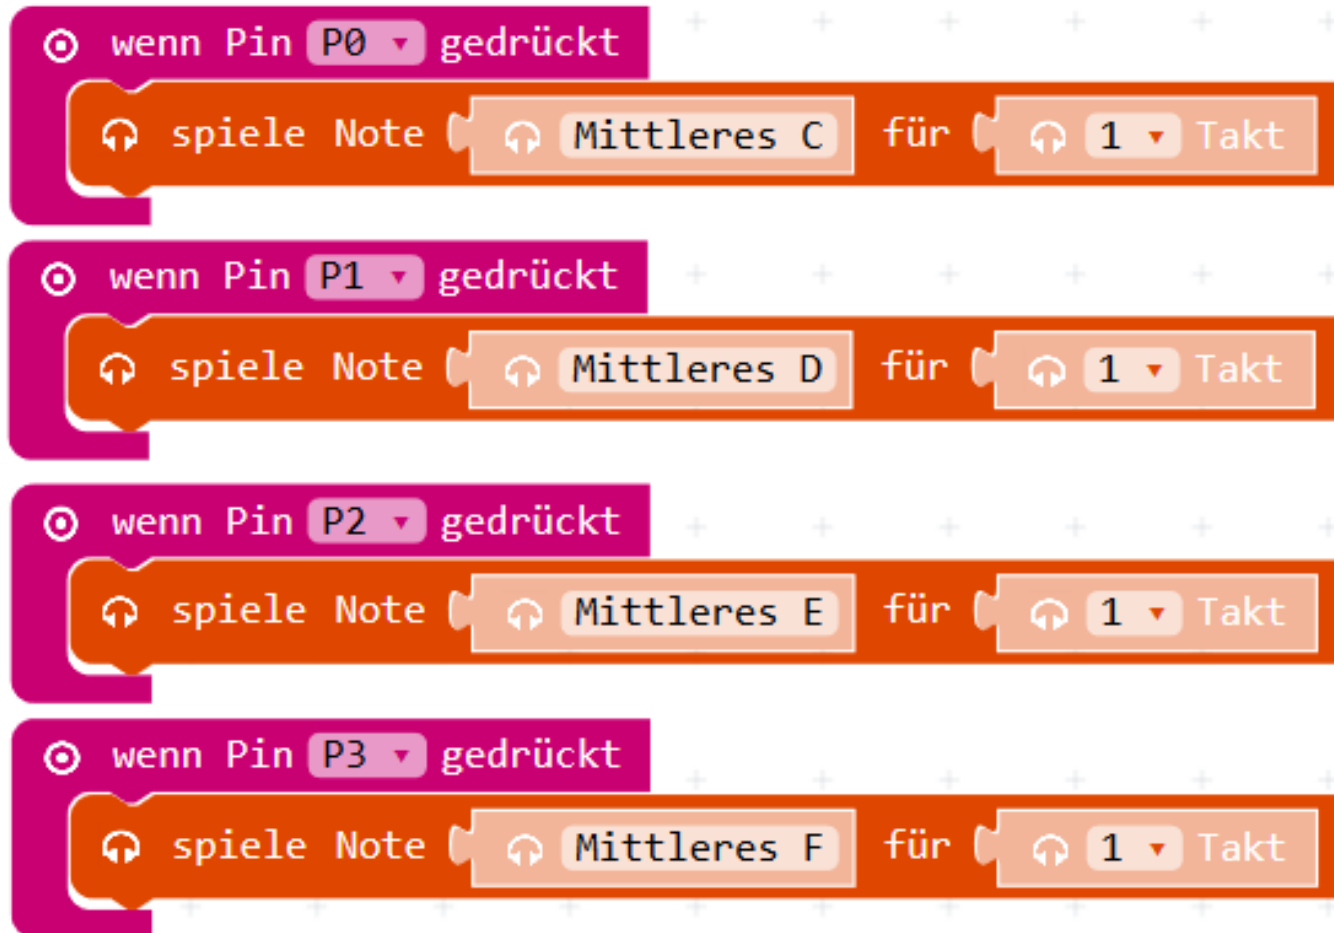 wenn Pin P0 gedrückt
spiele Note Mittleres C für 1 Takt
wenn Pin P1 gedrückt
spiele Note Mittleres D für 1 Takt
wenn Pin P2 gedrückt
spiele Note Mittleres E für 1 Takt
wenn Pin P3 gedrückt
spiele Note Mittleres F für 1 Takt